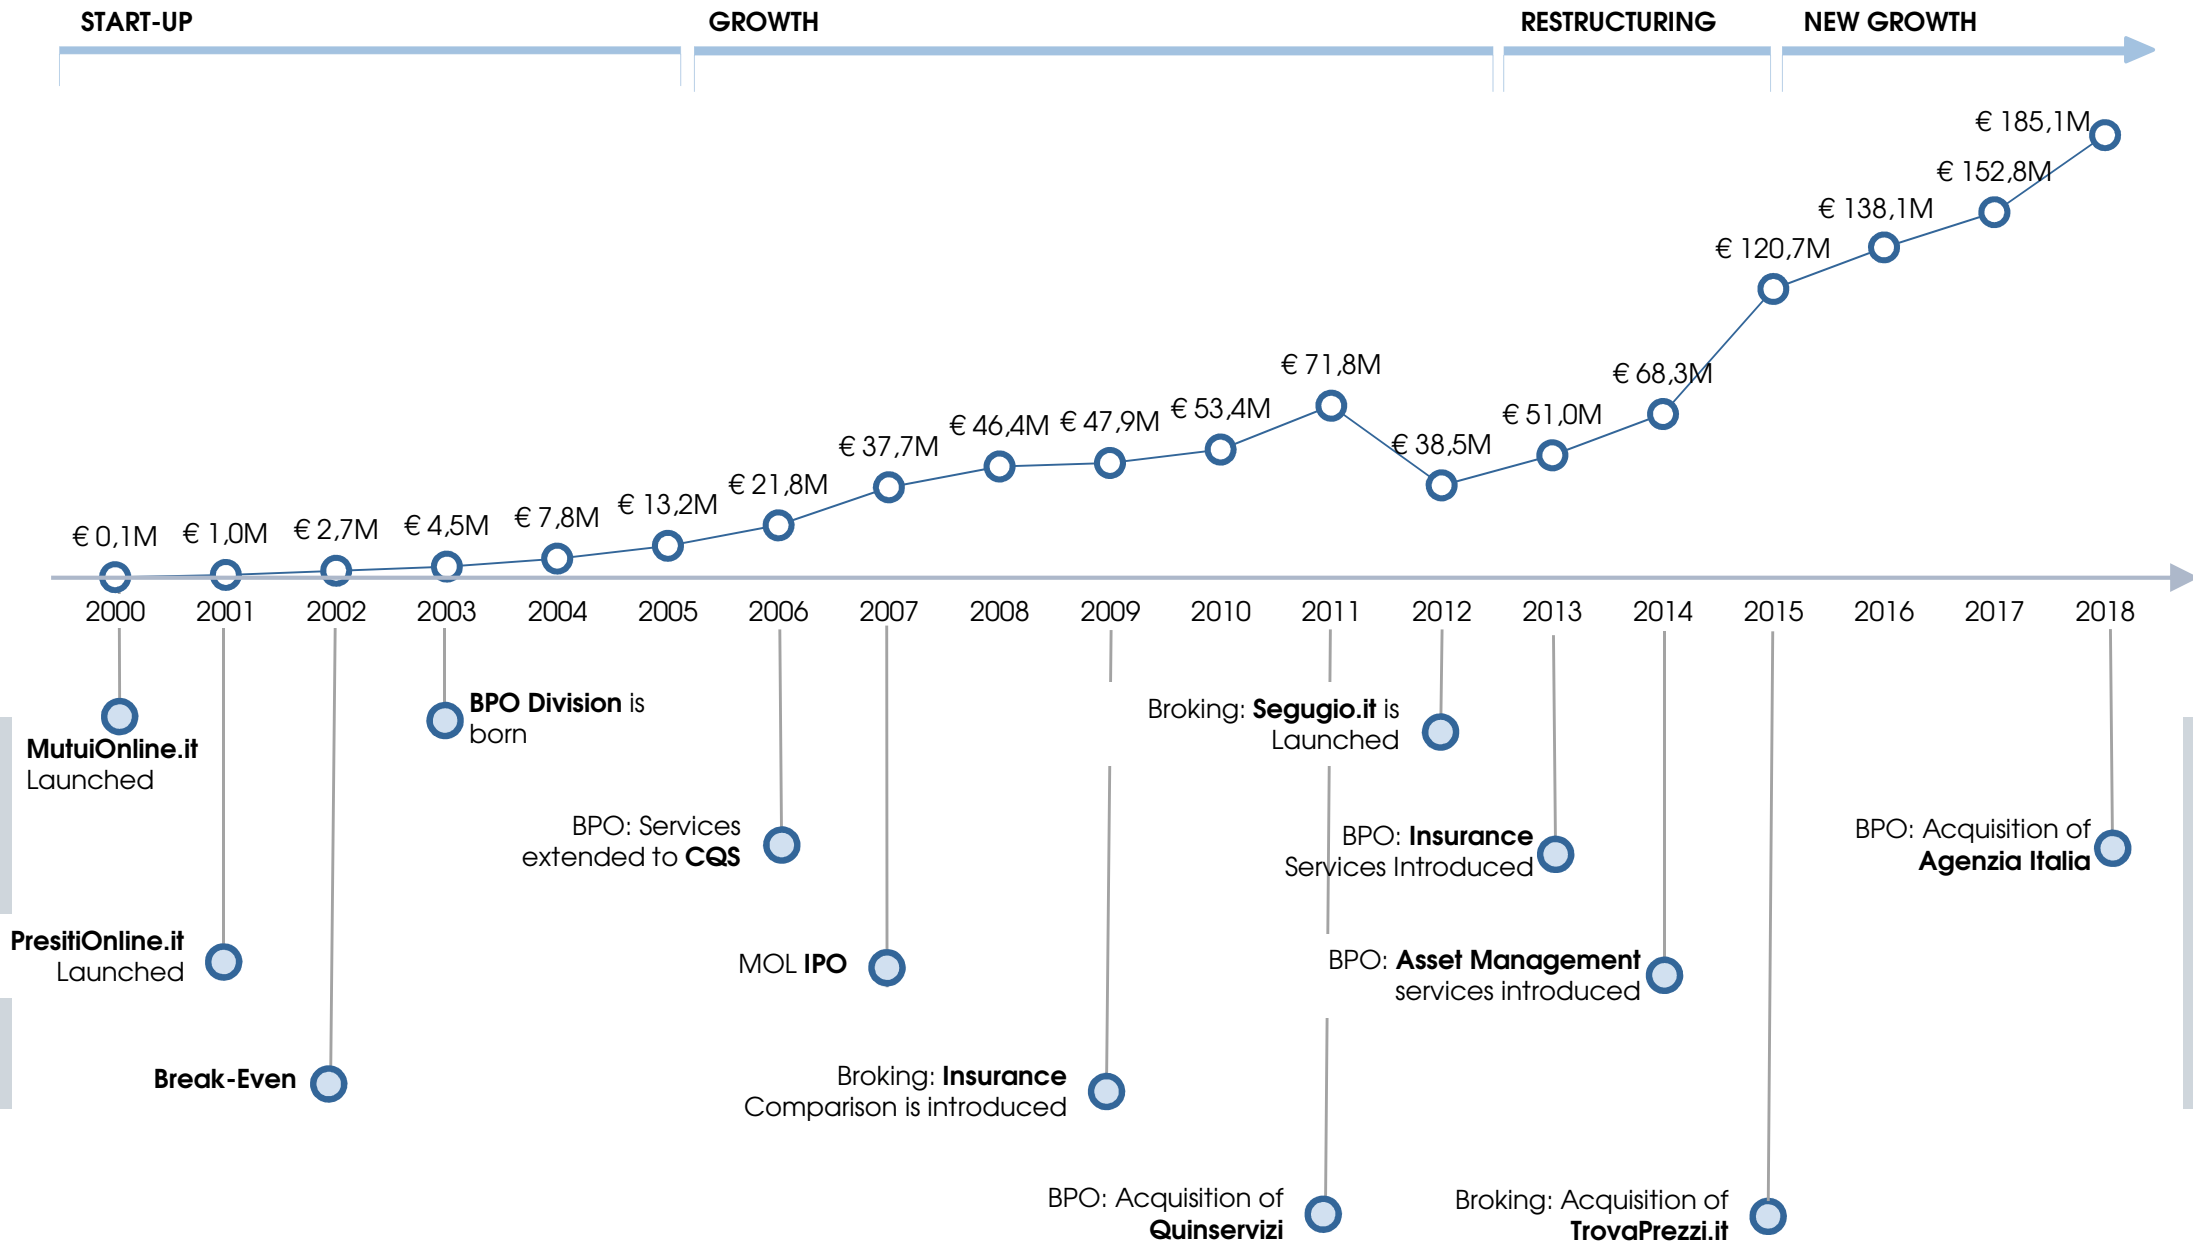 START-UP
GROWTH
RESTRUCTURING
NEW GROWTH
€ 0,1M
€ 1,0M
€ 2,7M
€ 4,5M
€ 7,8M
€ 13,2M
€ 21,8M
€ 37,7M
€ 46,4M
€ 47,9M
€ 53,4M
€ 71,8M
€ 38,5M
€ 51,0M
€ 68,3M
€ 120,7M
€ 138,1M
€ 152,8M
€ 185,1M
2000
2001
2002
2003
2004
2005
2006
2007
2008
2009
2010
2011
2012
2013
2014
2015
2016
2017
2018
MutuiOnline.it
Launched
PresitiOnline.it
Launched
Break-Even
BPO Division is
born
BPO: Services
extended to CQS
MOL IPO
Broking: Insurance
Comparison is introduced
BPO: Acquisition of
Quinservizi
Broking: Segugio.it is
Launched
BPO: Insurance
Services Introduced
BPO: Asset Management
services introduced
Broking: Acquisition of
TrovaPrezzi.it
BPO: Acquisition of
Agenzia Italia